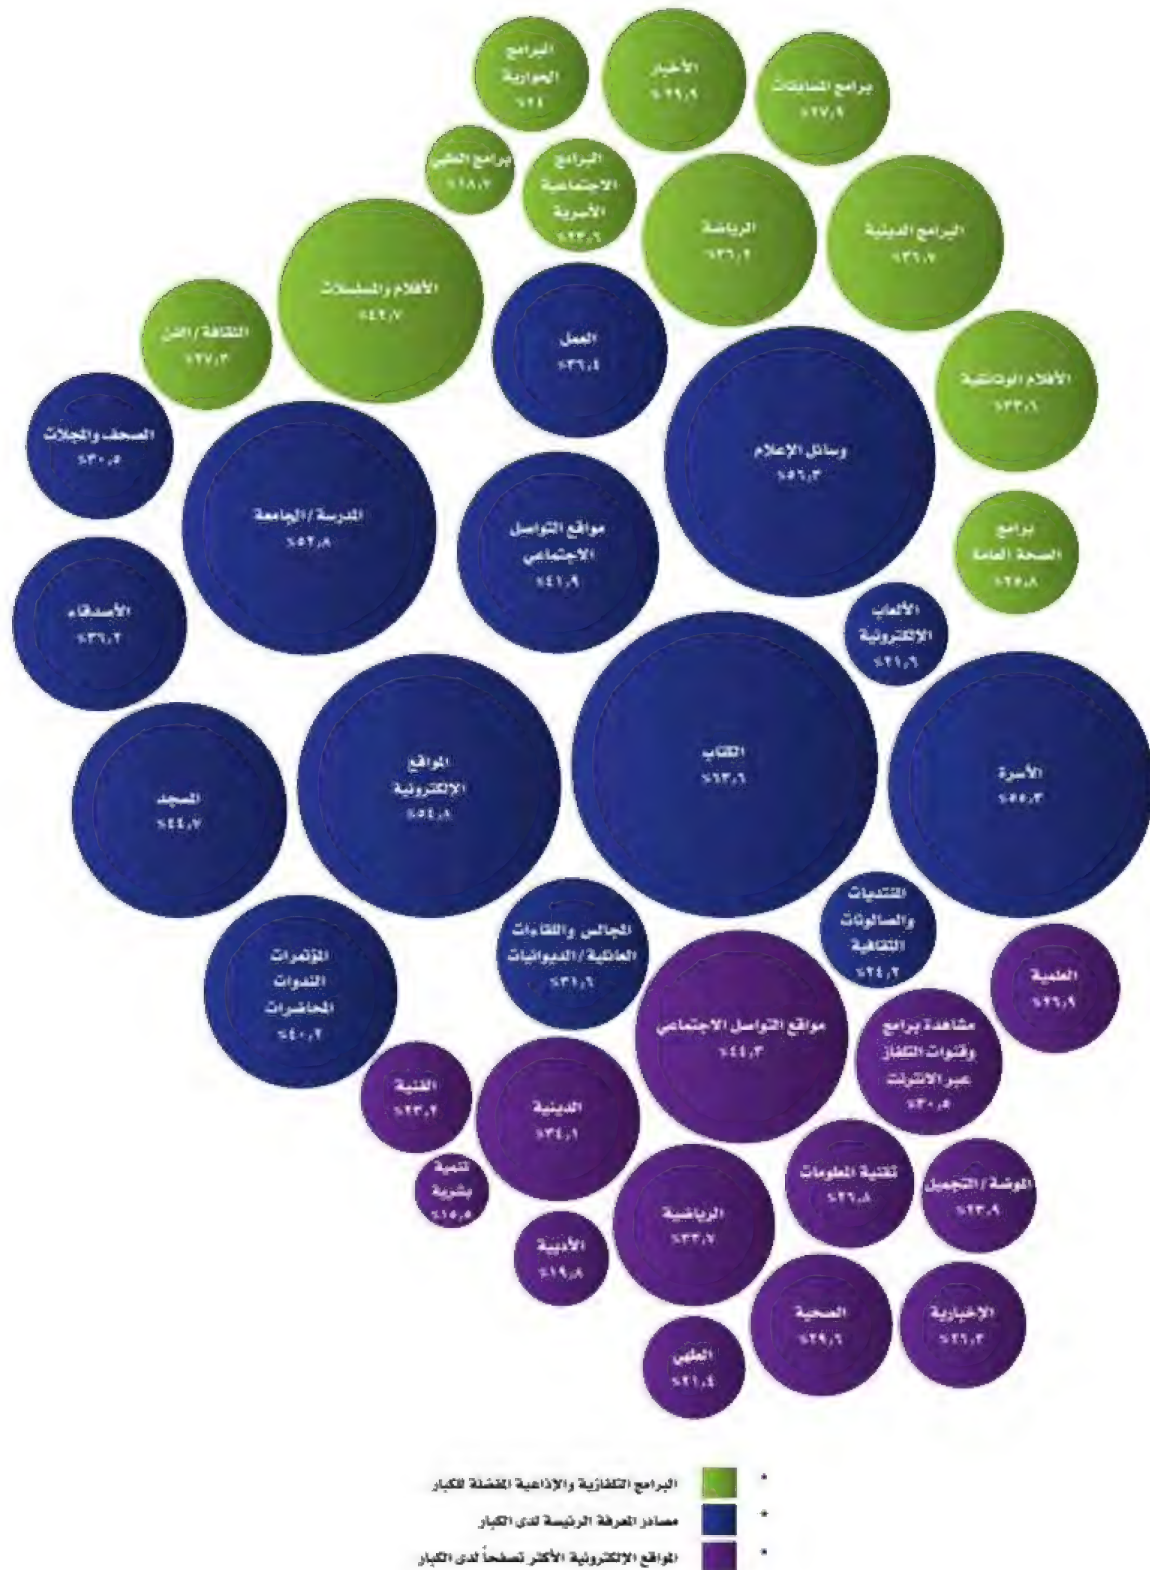 البرامج
الحوارية
٪٢٤
الأخبار
٪٢٩,٩
برامج المسابقات
٪٢٧,٩
برامج الطبخ
٪١٨,٢
البرامج
الاجتماعية
الأسرية
٪٢٣,٦
الرياضة
٪٣٦,٢
البرامج الدينية
٪٣٦,٧
الأفلام والمسلسلات
٪٤٢,٧
الثقافة / الفن
٪٢٧,٣
الأفلام الوثائقية
٪٣٣,٦
برامج
الصحة العامة
٪٢٥,٨
العمل
٪٣٦,٤
وسائل الإعلام
٪٥٦,٣
الصحف والمجلات
٪٣٠,٥
المدرسة / الجامعة
٪٥٢,٨
مواقع التواصل
الاجتماعي
٪٤١,٩
الأصدقاء
٪٣٦,٢
الألعاب
الإلكترونية
٪٢١,٦
المواقع
الإلكترونية
٪٥٤,٨
الكتاب
٪٦٣,٦
الأسرة
٪٥٥,٣
المسجد
٪٤٤,٧
المؤتمرات
الندوات
المحاضرات
٪٤٠,٢
المجالس واللقاءات
العائلية / الديوانيات
٪٣١,٦
المنتديات
والصالونات
الثقافية
٪٢٤,٢
العلمية
٪٢٦,٩
مواقع التواصل الاجتماعي
٪٤٤,٣
مشاهدة برامج
وقنوات التلفاز
عبر الانترنت
٪٣٠,٥
الفنية
٪٢٣,٢
الدينية
٪٣٤,١
تنمية
بشرية
٪١٥,٥
تقنية المعلومات
٪٢٦,٨
الموضة / التجميل
٪٢٣,٩
الرياضية
٪٣٣,٧
الأدبية
٪١٩,٨
الصحية
٪٢٩,٦
الإخبارية
٪٢٦,٣
الطهي
٪٢١,٤
* البرامج التلفازية والإذاعية المفضلة للكبار
* مصادر المعرفة الرئيسة لدى الكبار
* المواقع الإلكترونية الأكثر تصفحاً لدى الكبار